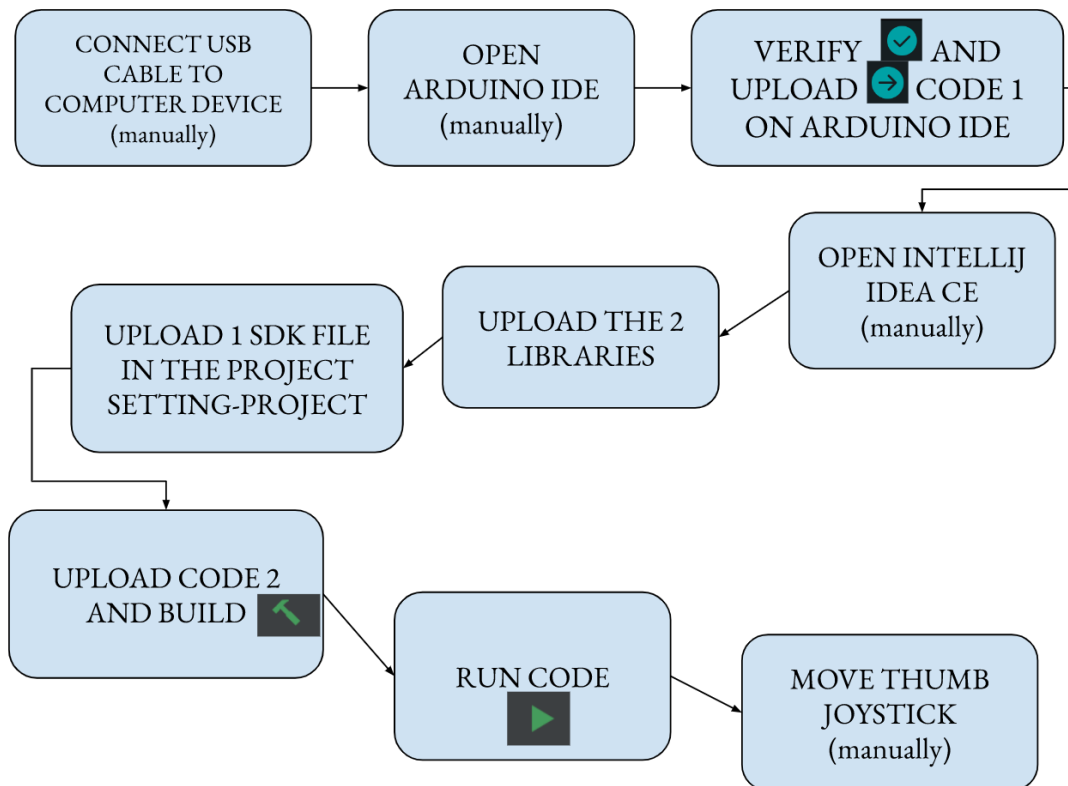 CONNECT USB
CABLE TO
COMPUTER DEVICE
(manually)
OPEN
ARDUINO IDE
(manually)
VERIFY AND
UPLOAD CODE 1
ON ARDUINO IDE
OPEN INTELLIJ
IDEA CE
(manually)
UPLOAD THE 2
LIBRARIES
UPLOAD 1 SDK FILE
IN THE PROJECT
SETTING-PROJECT
UPLOAD CODE 2
AND BUILD
RUN CODE
MOVE THUMB
JOYSTICK
(manually)